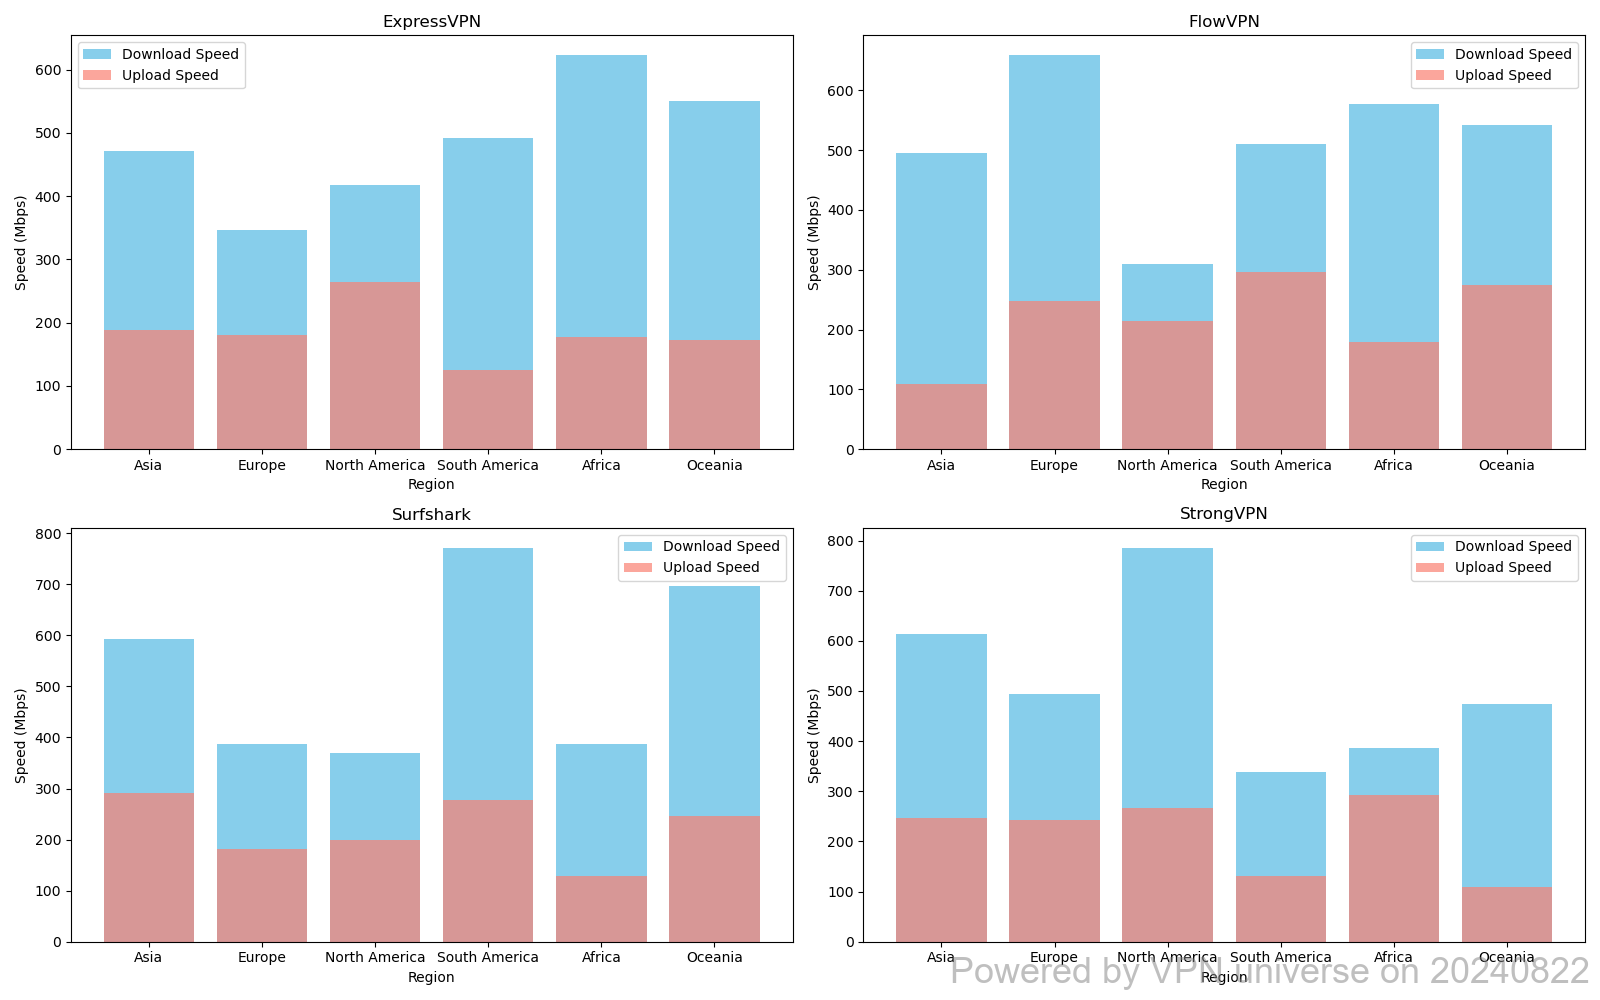 ExpressVPN
Download Speed
Upload Speed
Speed (Mbps)
600
500
400
300
200
100
0
Asia Europe North America South America Africa Oceania
Region
FlowVPN
Download Speed
Upload Speed
Speed (Mbps)
600
500
400
300
200
100
0
Asia Europe North America South America Africa Oceania
Region
Surfshark
Download Speed
Upload Speed
Speed (Mbps)
800
700
600
500
400
300
200
100
0
Asia Europe North America South America Africa Oceania
Region
StrongVPN
Download Speed
Upload Speed
Speed (Mbps)
800
700
600
500
400
300
200
100
0
Asia Europe North America South America Africa Oceania
Region
Powered by VPN universe on 20240822